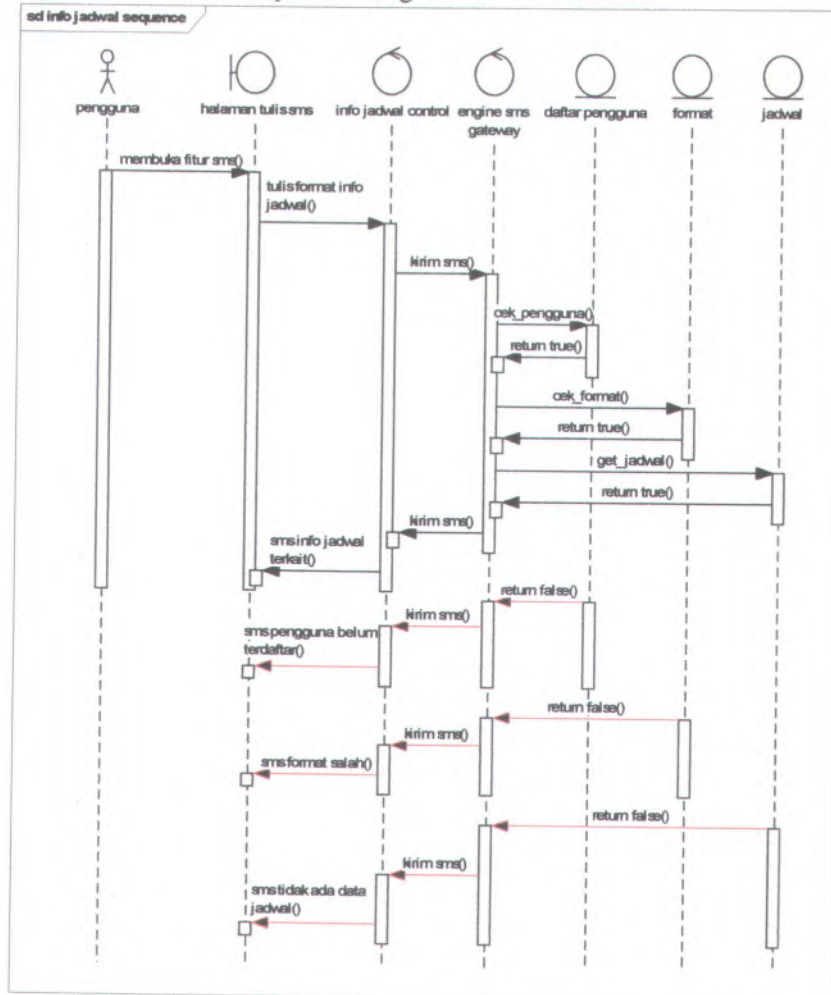 sd info jadwal sequence
pengguna
halaman tulis sms
info jadwal control
engine sms
gateway
daftar pengguna
format
jadwal
membuka fitur sms()
tulis format info
jadwal()
kirim sms()
cek_pengguna()
return true()
cek_format()
return true()
get_jadwal()
return true()
kirim sms()
sms info jadwal
terkait()
return false()
kirim sms()
sms pengguna belum
terdaftar()
return false()
kirim sms()
sms format salah()
return false()
kirim sms()
sms tidak ada data
jadwal()